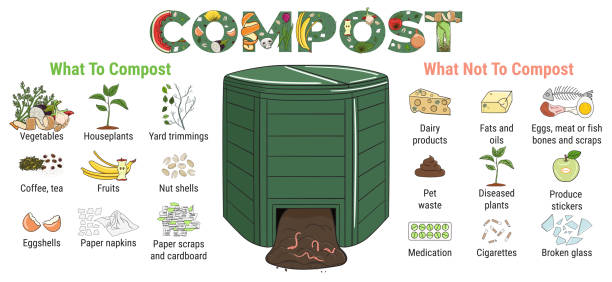 COMPOST
What To Compost
Vegetables
Houseplants
Yard trimmings
Coffee, tea
Fruits
Nut shells
Eggshells
Paper napkins
Paper scraps
and cardboard
What Not To Compost
Dairy
products
Fats and
oils
Eggs, meat or fish
bones and scraps
Pet
waste
Diseased
plants
Produce
stickers
Medication
Cigarettes
Broken glass